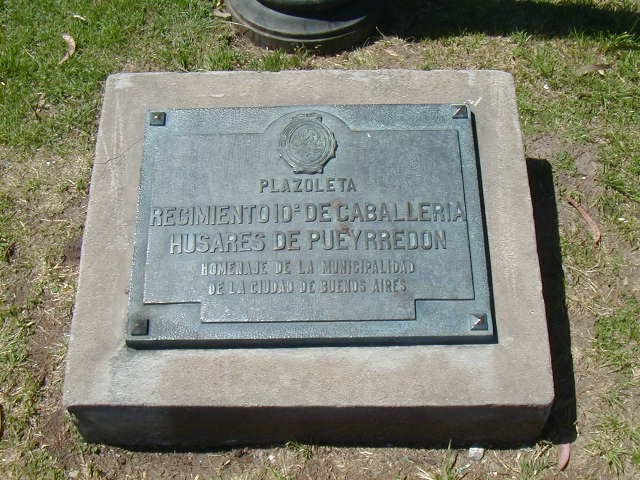 PLAZOLETA
REGIMIENTO 10º DE CABALLERIA
HUSARES DE PUEYRREDON
HOMENAJE DE LA MUNICIPALIDAD
DE LA CIUDAD DE BUENOS AIRES